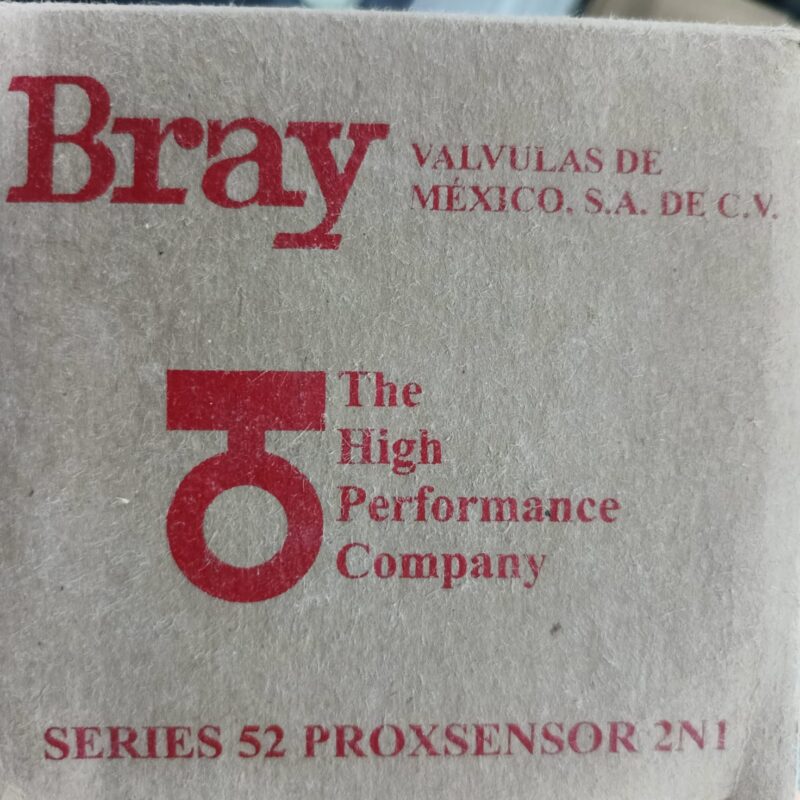 Bray
VALVULAS DE
MÉXICO, S.A. DE C.V.
The
High
Performance
Company
SERIES 52 PROXSENSOR 2N1